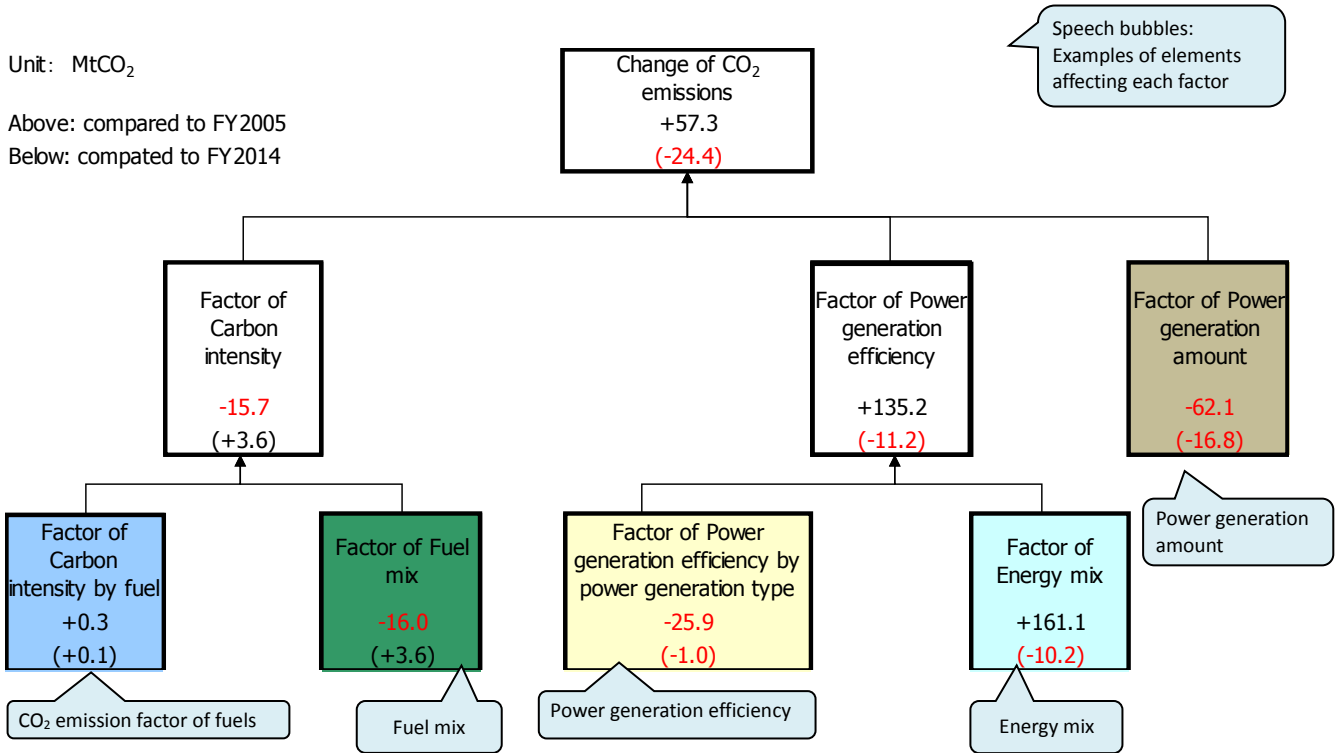 Speech bubbles:
Examples of elements
affecting each factor
Unit: MtCO₂
Above: compared to FY2005
Below: compated to FY2014
Change of CO₂
emissions
+57.3
(-24.4)
Factor of
Carbon
intensity
-15.7
(+3.6)
Factor of Power
generation
efficiency
+135.2
(-11.2)
Factor of Power
generation
amount
-62.1
(-16.8)
Power generation
amount
Factor of
Carbon
intensity by fuel
+0.3
(+0.1)
Factor of Fuel
mix
-16.0
(+3.6)
Factor of Power
generation efficiency by
power generation type
-25.9
(-1.0)
Factor of
Energy mix
+161.1
(-10.2)
CO₂ emission factor of fuels
Fuel mix
Power generation efficiency
Energy mix